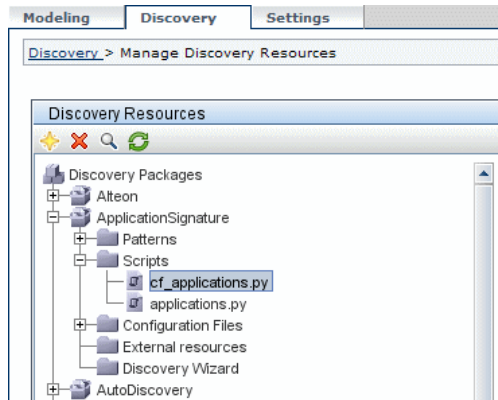 Modeling Discovery Settings
Discovery > Manage Discovery Resources
Discovery Resources
Discovery Packages
Alteon
ApplicationSignature
Patterns
Scripts
cf_applications.py
applications.py
Configuration Files
External resources
Discovery Wizard
AutoDiscovery